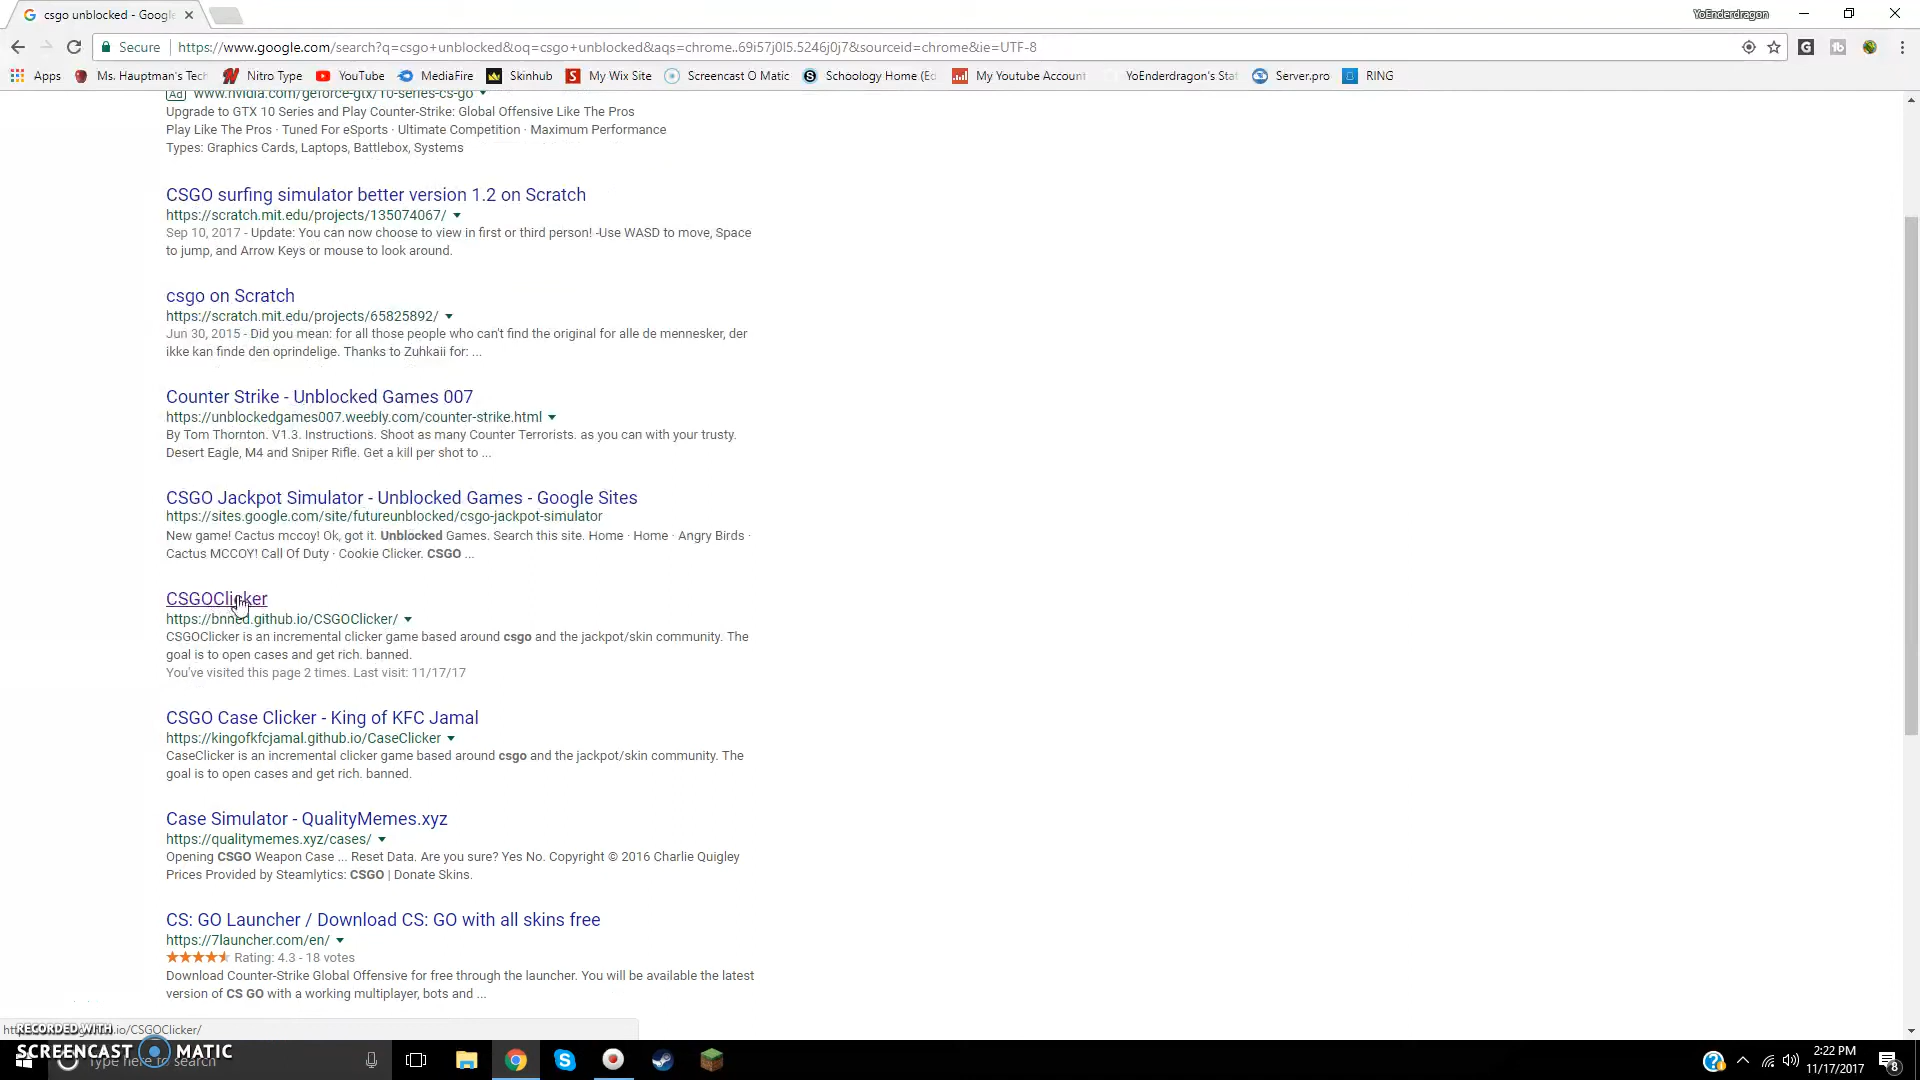 csgo unblocked - Google
YoEnderdragon
Secure https://www.google.com/search?q=csgo+unblocked&oq=csgo+unblocked&aqs=chrome..69i57j0l5.5246j0j7&sourceid=chrome&ie=UTF-8
Apps Ms. Hauptman's Tech Nitro Type YouTube MediaFire Skinhub My Wix Site Screencast O Matic Schoology Home (Ed My Youtube Account YoEnderdragon's Stat Server.pro RING
Ad www.nvidia.com/geforce-gtx/10-series-cs-go
Upgrade to GTX 10 Series and Play Counter-Strike: Global Offensive Like The Pros
Play Like The Pros · Tuned For eSports · Ultimate Competition · Maximum Performance
Types: Graphics Cards, Laptops, Battlebox, Systems
CSGO surfing simulator better version 1.2 on Scratch
https://scratch.mit.edu/projects/135074067/
Sep 10, 2017 - Update: You can now choose to view in first or third person! -Use WASD to move, Space
to jump, and Arrow Keys or mouse to look around.
csgo on Scratch
https://scratch.mit.edu/projects/65825892/
Jun 30, 2015 - Did you mean: for all those people who can't find the original for alle de mennesker, der
ikke kan finde den oprindelige. Thanks to Zuhkaii for: ...
Counter Strike - Unblocked Games 007
https://unblockedgames007.weebly.com/counter-strike.html
By Tom Thornton. V1.3. Instructions. Shoot as many Counter Terrorists. as you can with your trusty.
Desert Eagle, M4 and Sniper Rifle. Get a kill per shot to ...
CSGO Jackpot Simulator - Unblocked Games - Google Sites
https://sites.google.com/site/futureunblocked/csgo-jackpot-simulator
New game! Cactus mccoy! Ok, got it. Unblocked Games. Search this site. Home · Home · Angry Birds ·
Cactus MCCOY! Call Of Duty · Cookie Clicker. CSGO ...
CSGOClicker
https://bnned.github.io/CSGOClicker/
CSGOClicker is an incremental clicker game based around csgo and the jackpot/skin community. The
goal is to open cases and get rich. banned.
You've visited this page 2 times. Last visit: 11/17/17
CSGO Case Clicker - King of KFC Jamal
https://kingofkfcjamal.github.io/CaseClicker
CaseClicker is an incremental clicker game based around csgo and the jackpot/skin community. The
goal is to open cases and get rich. banned.
Case Simulator - QualityMemes.xyz
https://qualitymemes.xyz/cases/
Opening CSGO Weapon Case ... Reset Data. Are you sure? Yes No. Copyright © 2016 Charlie Quigley
Prices Provided by Steamlytics: CSGO | Donate Skins.
CS: GO Launcher / Download CS: GO with all skins free
https://7launcher.com/en/
Rating: 4.3 - 18 votes
Download Counter-Strike Global Offensive for free through the launcher. You will be available the latest
version of CS GO with a working multiplayer, bots and ...
.io/CSGOClicker/
RECORDED WITH
SCREENCAST MATIC
Type here to search
2:22 PM
11/17/2017
8